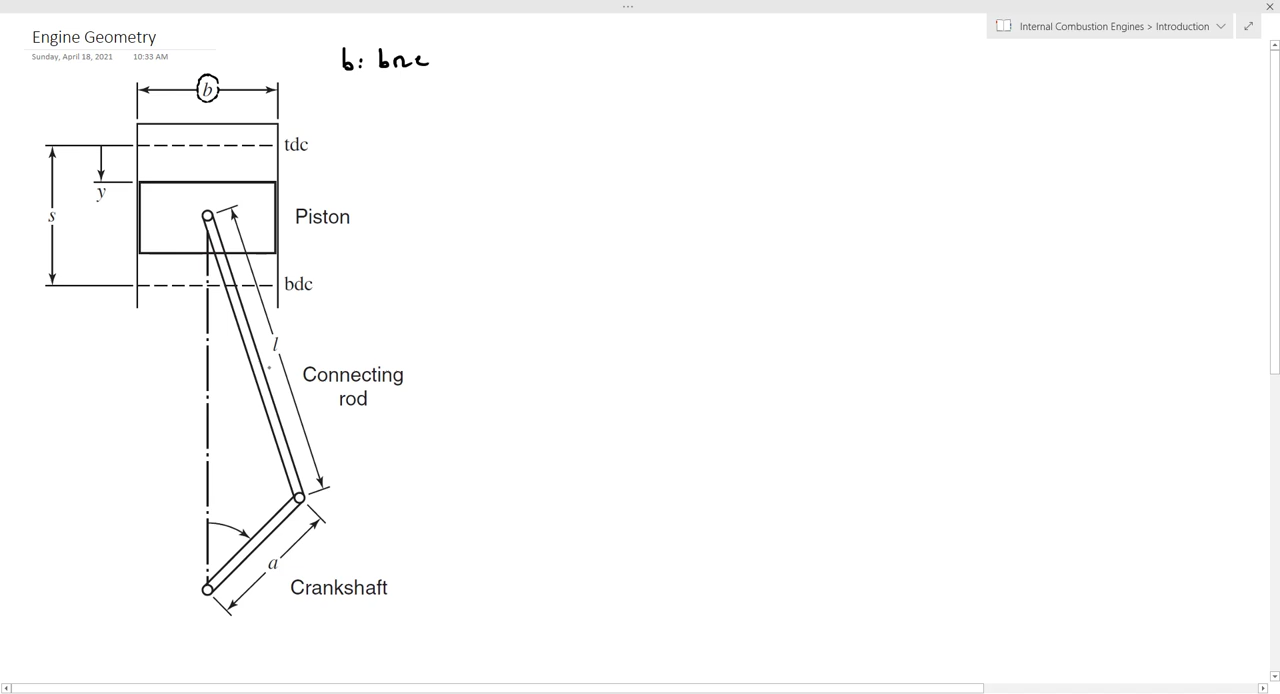 ...
Internal Combustion Engines > Introduction
Engine Geometry
Sunday, April 18, 2021 10:33 AM
b: bore
b
tdc
y
s
Piston
bdc
l
Connecting
rod
a
Crankshaft